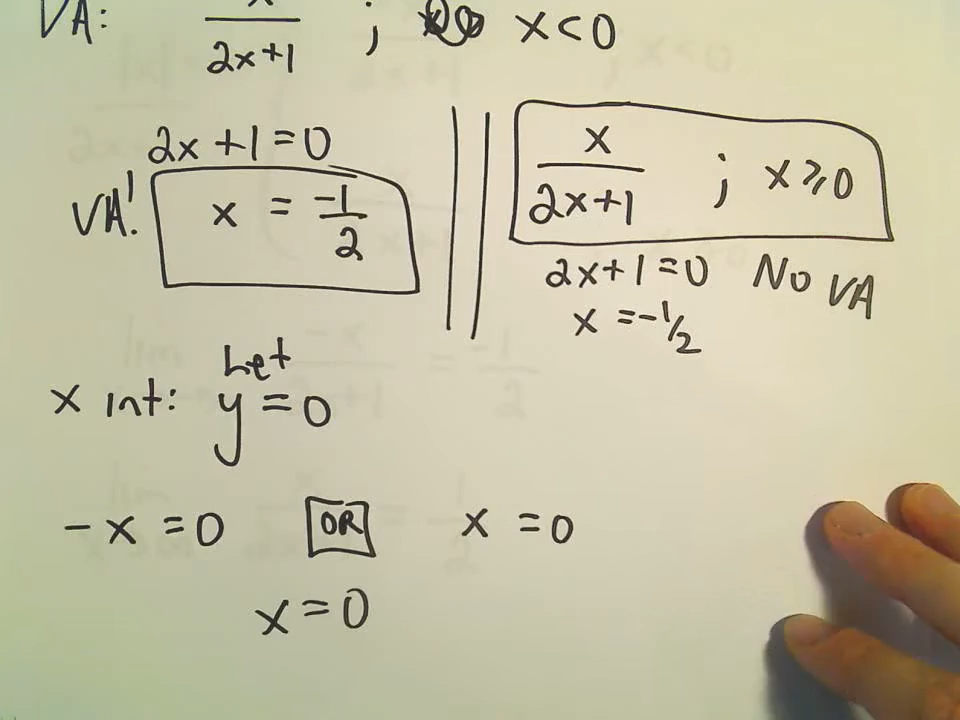 VA: x/2x+1 ; x<0
2x+1=0
VA! x = -1/2
x/2x+1 ; x≥0
2x+1=0 No VA
x = -1/2
Let
x int: y=0
-x=0 OR x=0
x=0